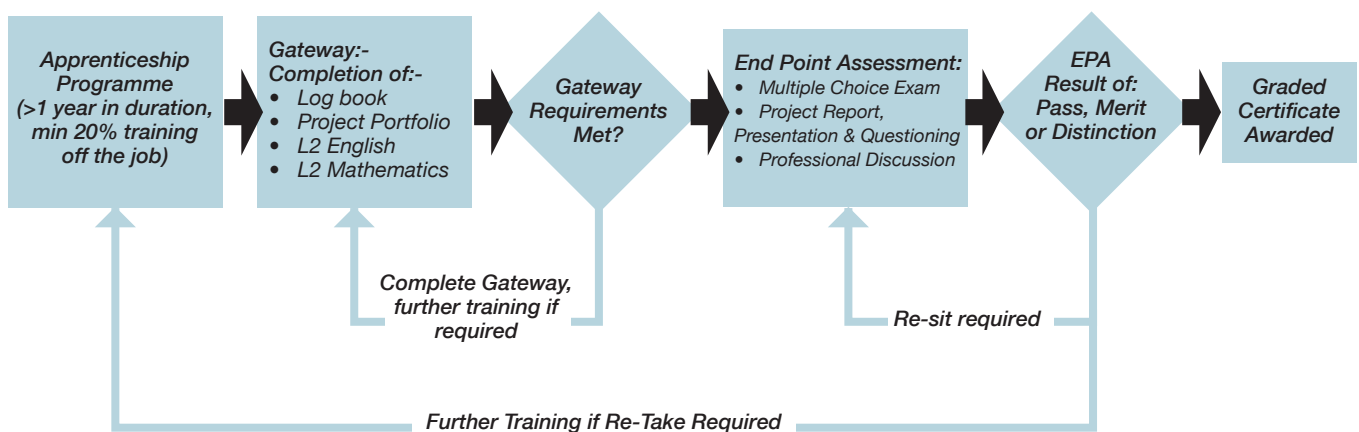 Apprenticeship
Programme
(>1 year in duration,
min 20% training
off the job)
Gateway:-
Completion of:-
• Log book
• Project Portfolio
• L2 English
• L2 Mathematics
Gateway
Requirements
Met?
End Point Assessment:
• Multiple Choice Exam
• Project Report,
Presentation & Questioning
• Professional Discussion
EPA
Result of:
Pass, Merit
or Distinction
Graded
Certificate
Awarded
Complete Gateway,
further training if
required
Re-sit required
Further Training if Re-Take Required